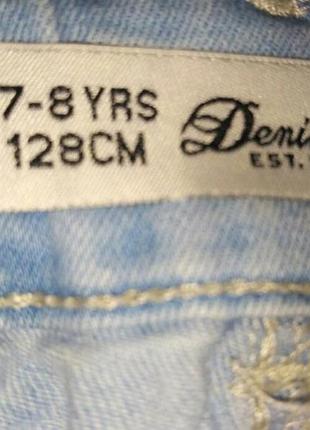 7-8 YRS
128CM
Deni
EST.